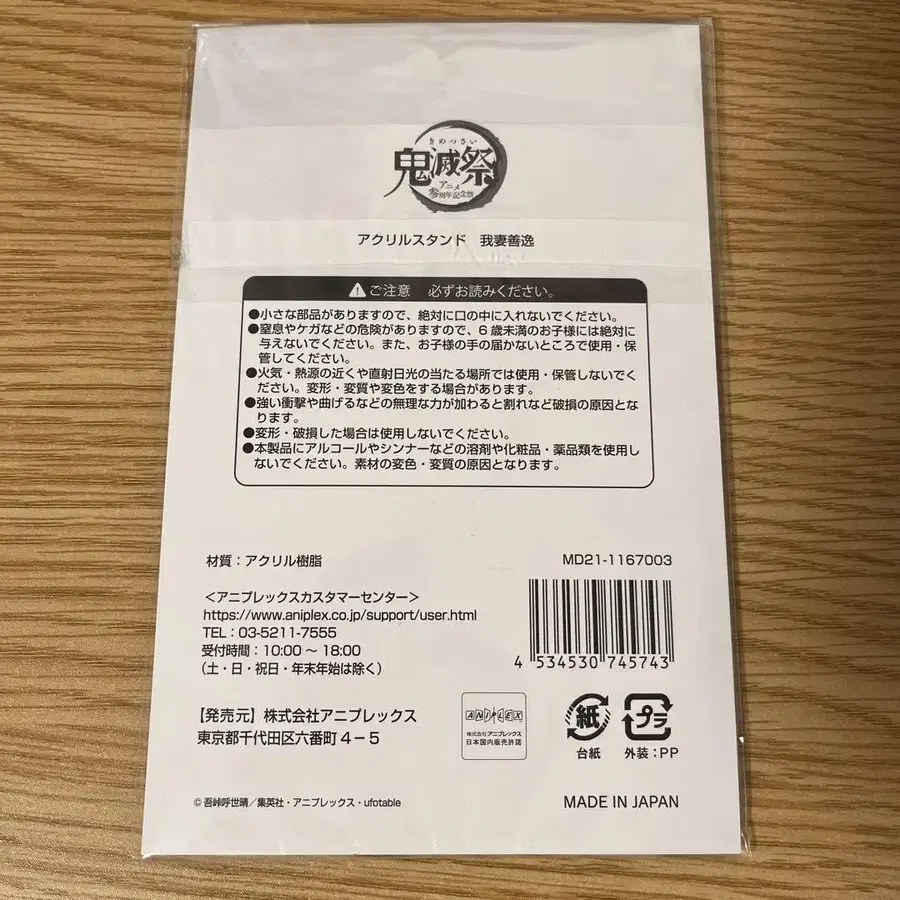 きめつさい
鬼滅祭
アニメ
参周年記念祭
アクリルスタンド 我妻善逸
ご注意 必ずお読みください。
●小さな部品がありますので、絶対に口の中に入れないでください。
●窒息やケガなどの危険がありますので、6歳未満のお子様には絶対に
与えないでください。また、お子様の手の届かないところで使用・保
管してください。
●火気・熱源の近くや直射日光の当たる場所では使用・保管しないでく
ださい。変形・変質や変色をする場合があります。
●強い衝撃や曲げるなどの無理な力が加わると割れなど破損の原因とな
ります。
●変形・破損した場合は使用しないでください。
●本製品にアルコールやシンナーなどの溶剤や化粧品・薬品類を使用し
ないでください。素材の変色・変質の原因となります。
材質：アクリル樹脂
MD21-1167003
＜アニプレックスカスタマーセンター＞
https://www.aniplex.co.jp/support/user.html
TEL：03-5211-7555
受付時間：10:00～18:00
（土・日・祝日・年末年始は除く）
4 534530 745743
【発売元】株式会社アニプレックス
東京都千代田区六番町4-5
ANIPLEX
株式会社アニプレックス
日本国内販売許諾
紙
台紙
プラ
外装：PP
© 吾峠呼世晴／集英社・アニプレックス・ufotable
MADE IN JAPAN